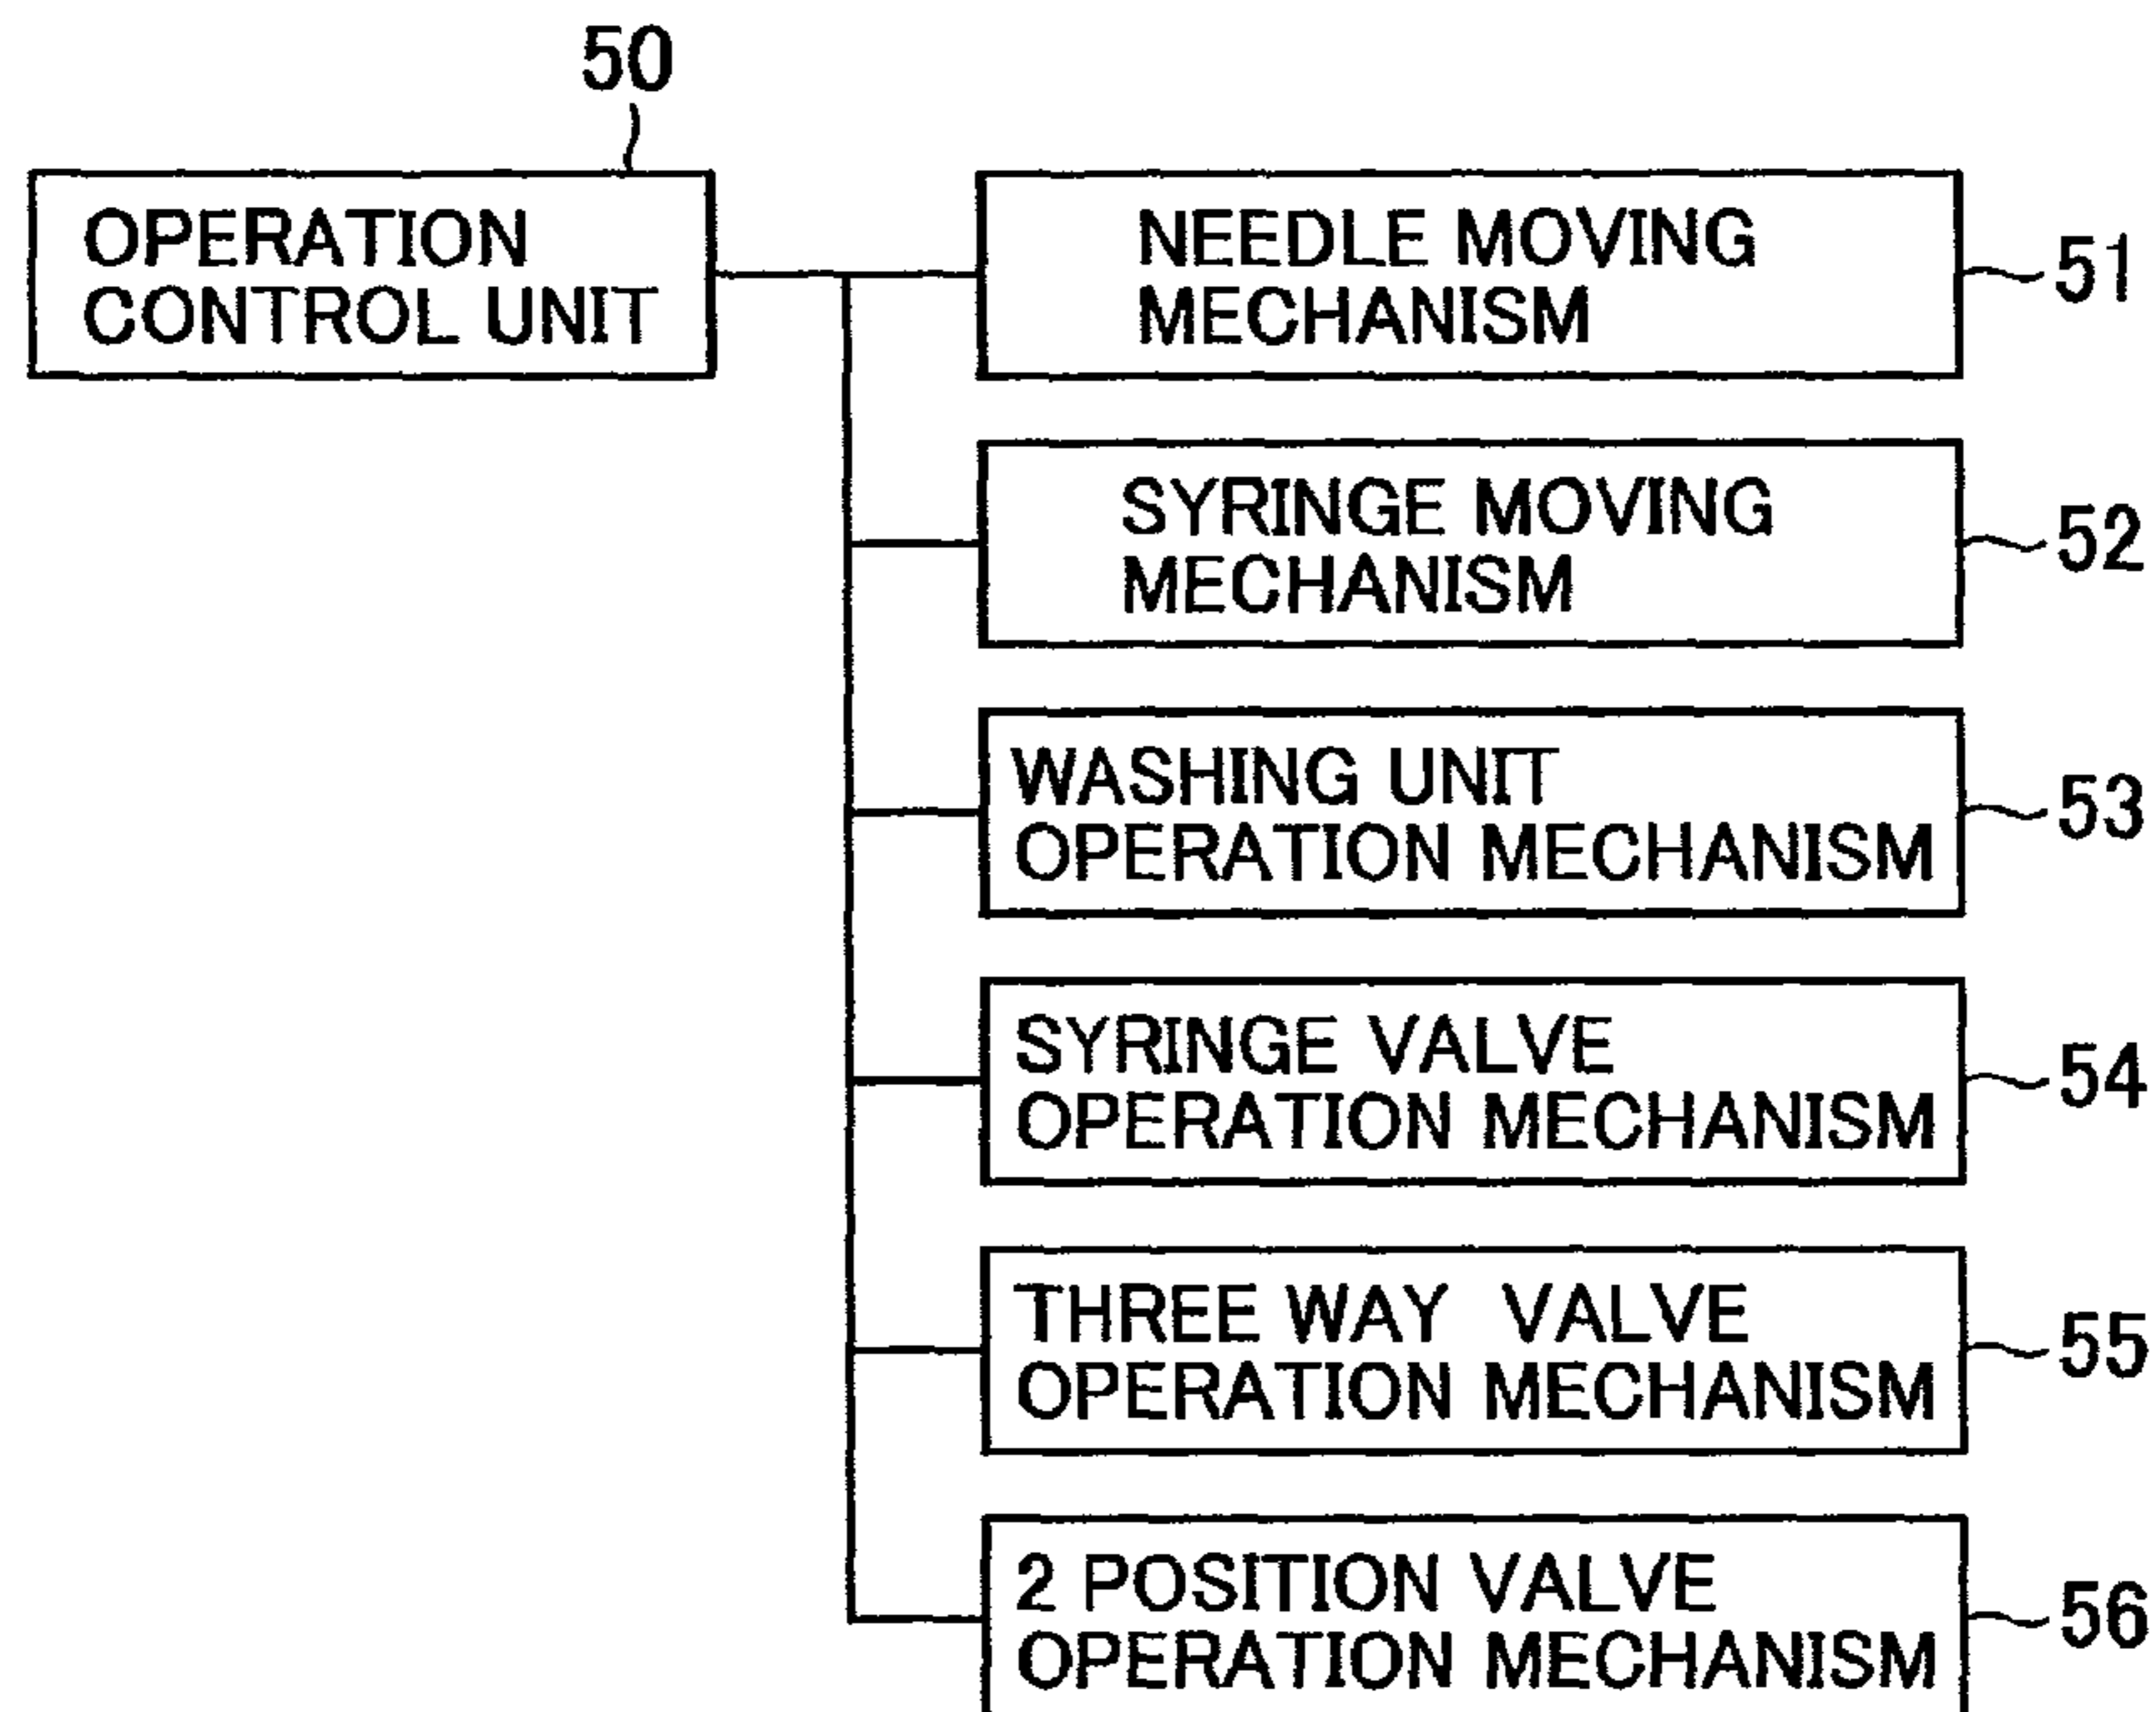 50
OPERATION
CONTROL UNIT
NEEDLE MOVING
MECHANISM
51
SYRINGE MOVING
MECHANISM
52
WASHING UNIT
OPERATION MECHANISM
53
SYRINGE VALVE
OPERATION MECHANISM
54
THREE WAY VALVE
OPERATION MECHANISM
55
2 POSITION VALVE
OPERATION MECHANISM
56